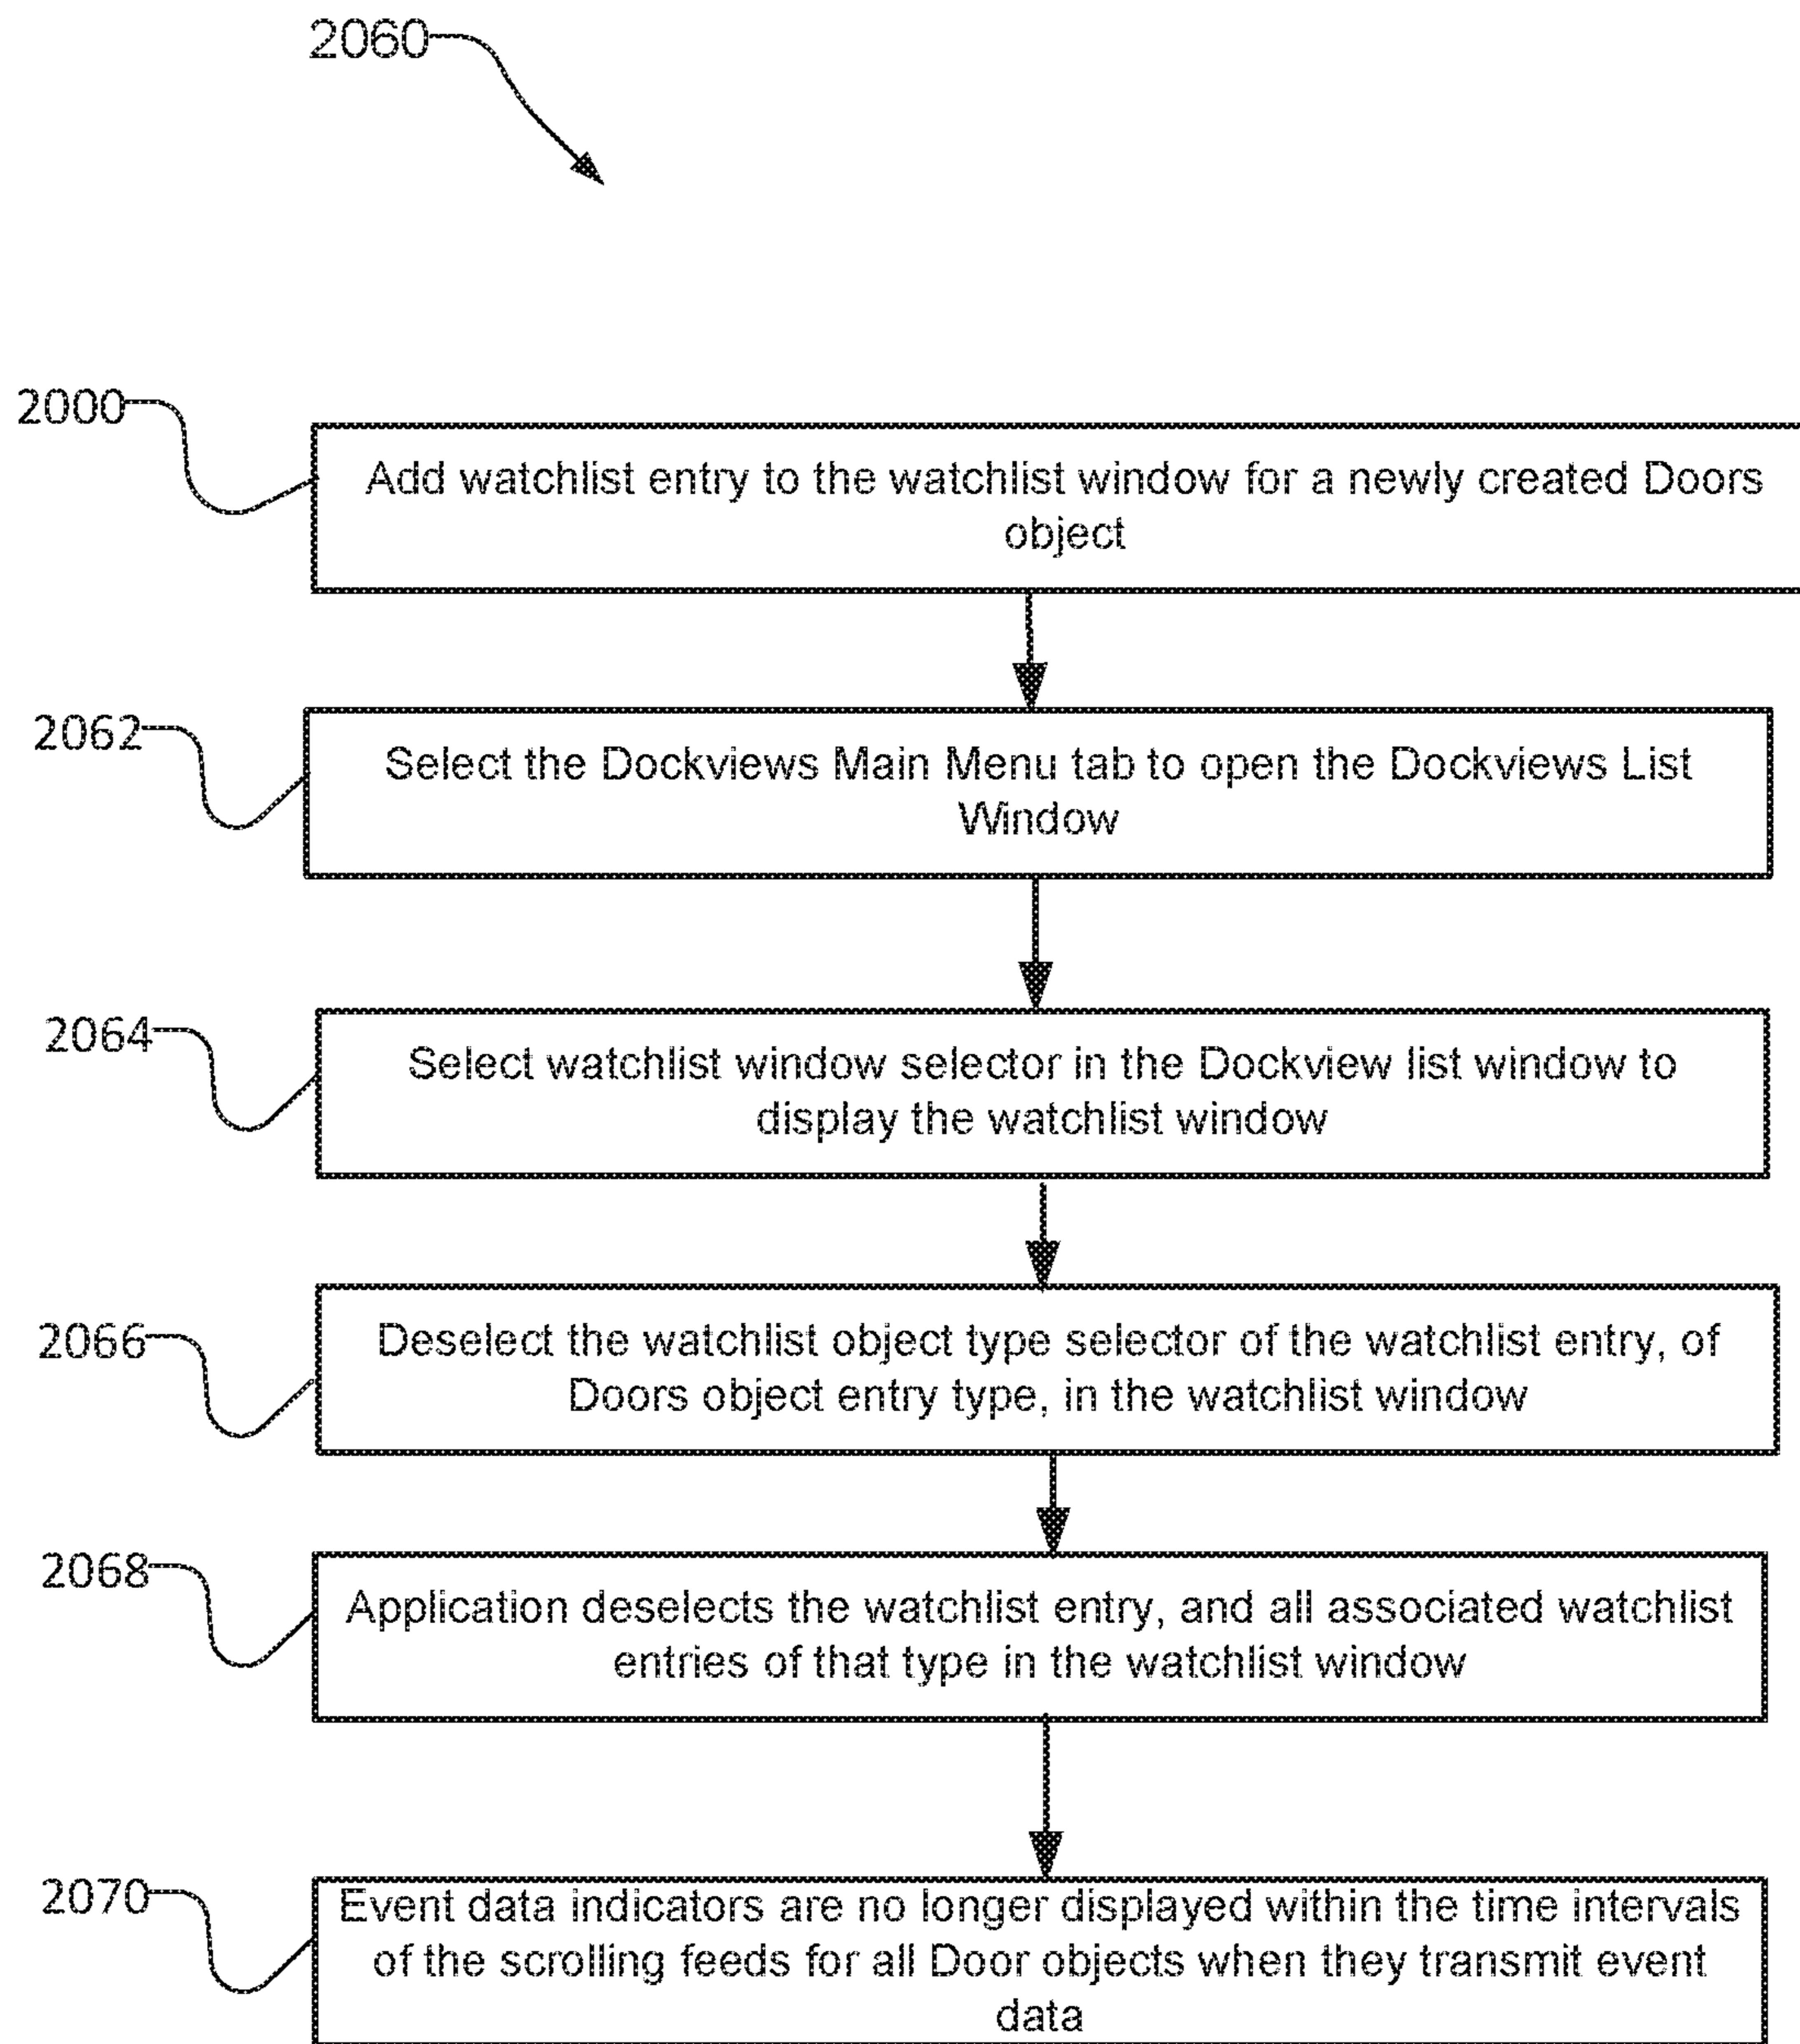 2060
2000
Add watchlist entry to the watchlist window for a newly created Doors
object
2062
Select the Dockviews Main Menu tab to open the Dockviews List
Window
2064
Select watchlist window selector in the Dockview list window to
display the watchlist window
2066
Deselect the watchlist object type selector of the watchlist entry, of
Doors object entry type, in the watchlist window
2068
Application deselects the watchlist entry, and all associated watchlist
entries of that type in the watchlist window
2070
Event data indicators are no longer displayed within the time intervals
of the scrolling feeds for all Door objects when they transmit event
data